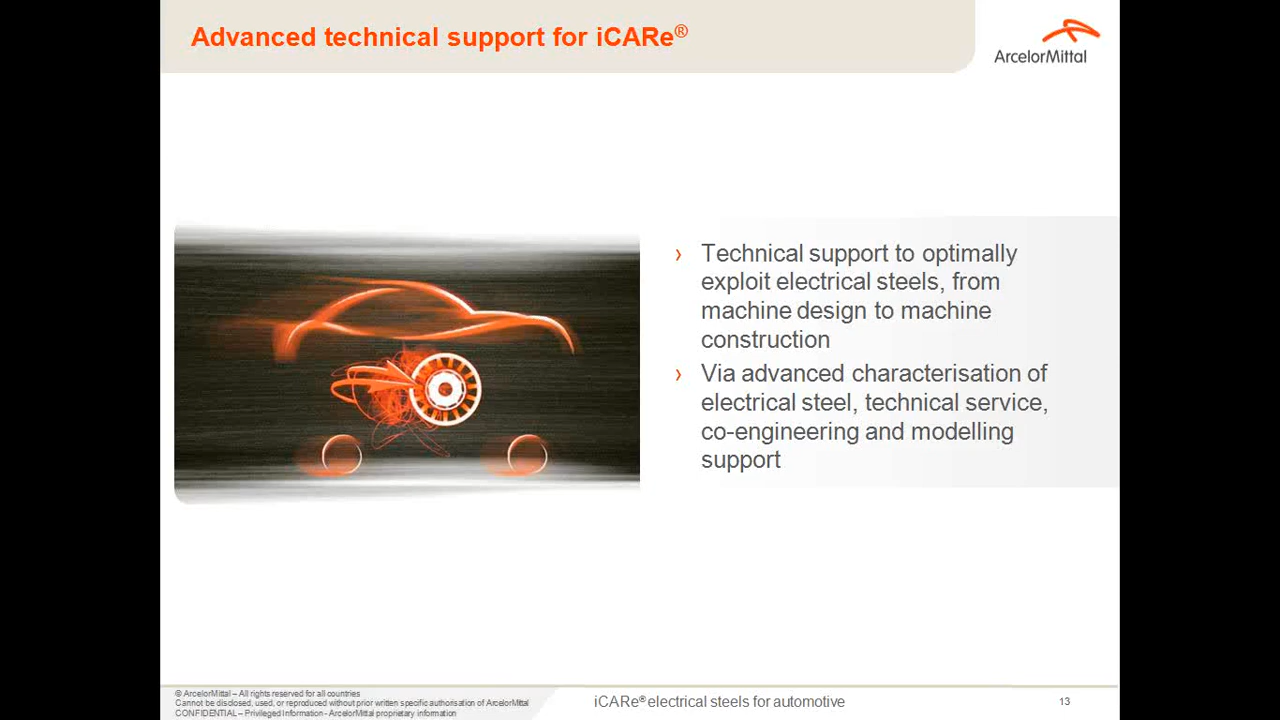 Advanced technical support for iCARe®
ArcelorMittal
› Technical support to optimally
exploit electrical steels, from
machine design to machine
construction
› Via advanced characterisation of
electrical steel, technical service,
co-engineering and modelling
support
© ArcelorMittal – All rights reserved for all countries
Cannot be disclosed, used, or reproduced without prior written specific authorisation of ArcelorMittal
CONFIDENTIAL – Privileged Information - ArcelorMittal proprietary information
iCARe® electrical steels for automotive
13